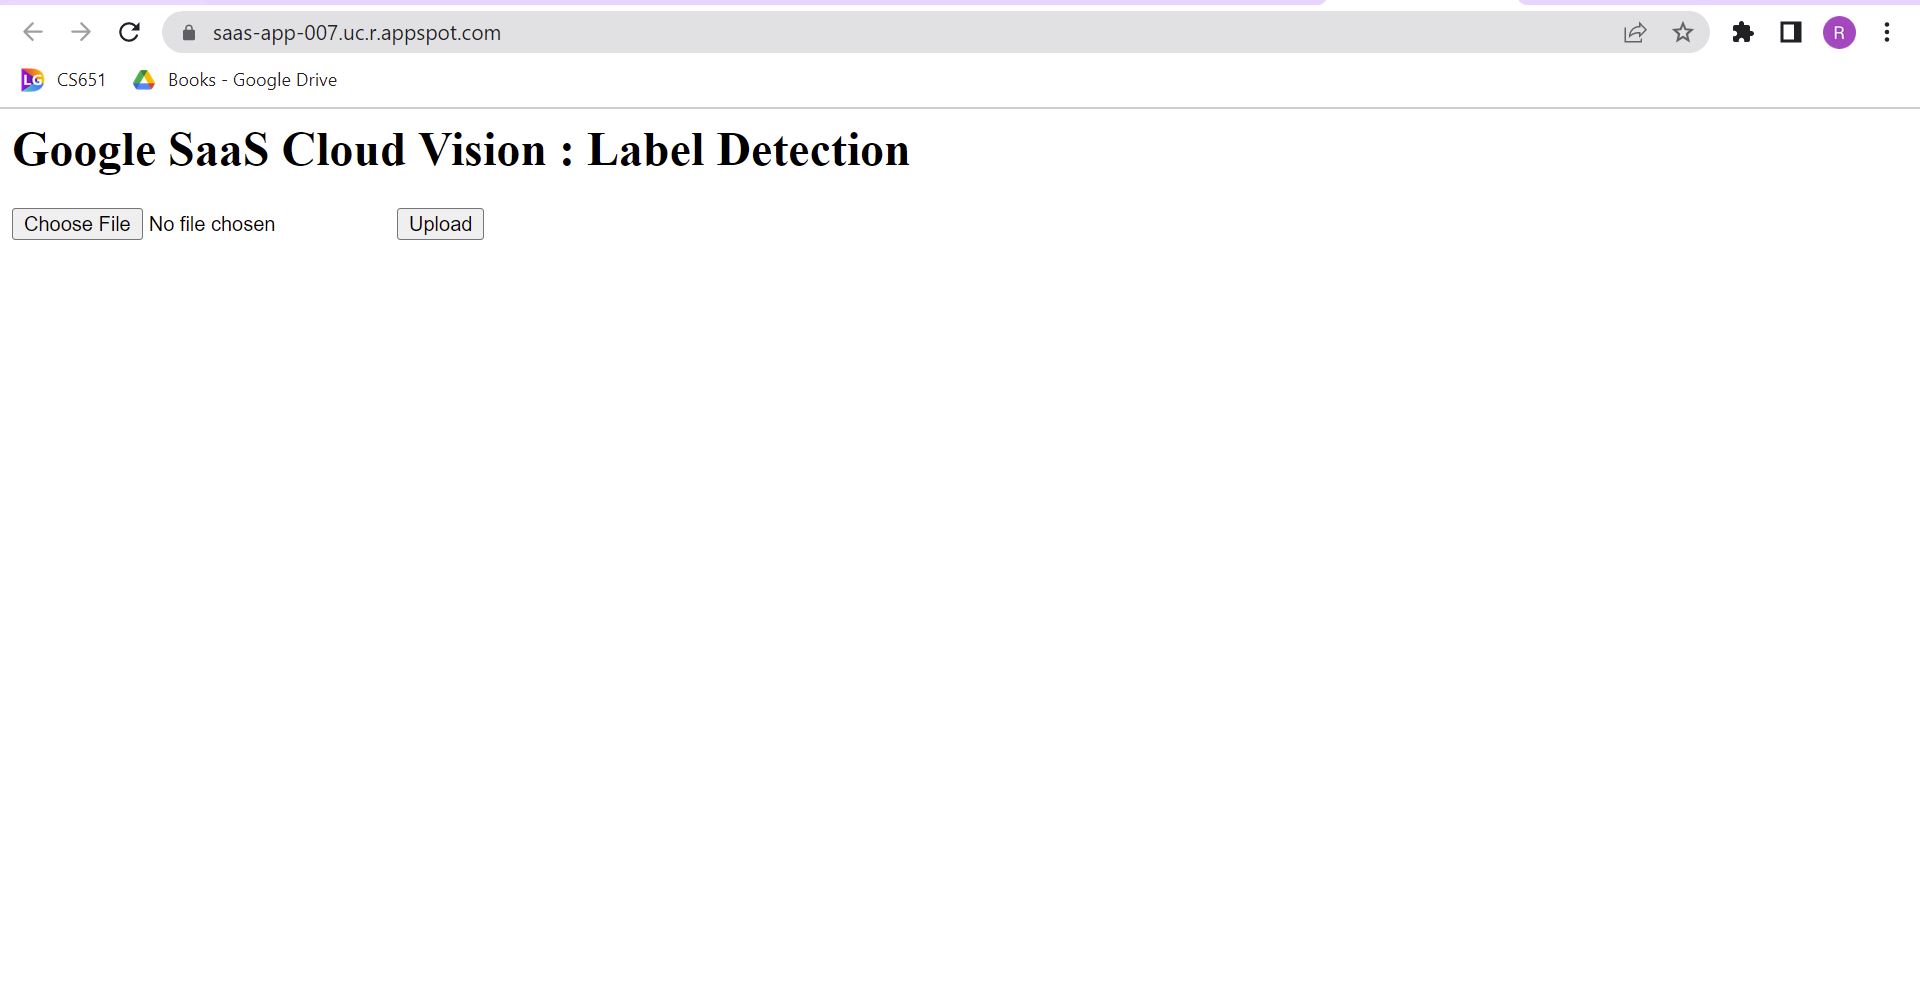 saas-app-007.uc.r.appspot.com
R
LG CS651 Books - Google Drive
Google SaaS Cloud Vision : Label Detection
Choose File No file chosen Upload